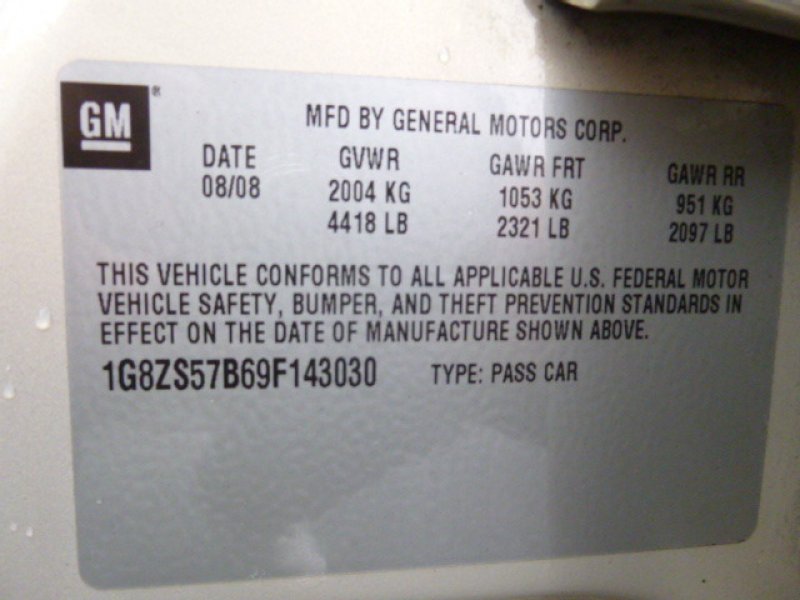 GM®
MFD BY GENERAL MOTORS CORP.
DATE GVWR GAWR FRT GAWR RR
08/08 2004 KG 1053 KG 951 KG
4418 LB 2321 LB 2097 LB
THIS VEHICLE CONFORMS TO ALL APPLICABLE U.S. FEDERAL MOTOR
VEHICLE SAFETY, BUMPER, AND THEFT PREVENTION STANDARDS IN
EFFECT ON THE DATE OF MANUFACTURE SHOWN ABOVE.
1G8ZS57B69F143030 TYPE: PASS CAR